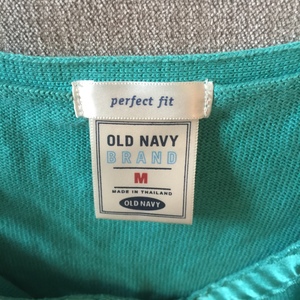 perfect fit
OLD NAVY
BRAND
M
MADE IN THAILAND
OLD NAVY